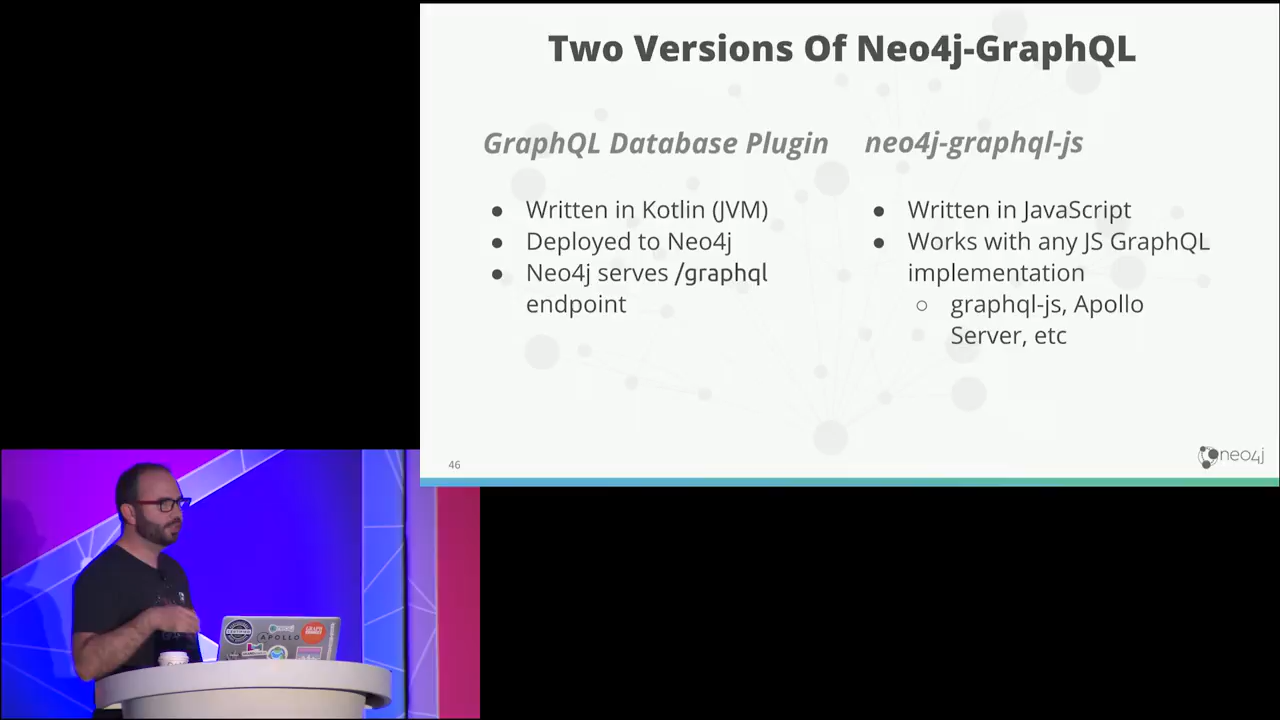 Two Versions Of Neo4j-GraphQL
GraphQL Database Plugin
● Written in Kotlin (JVM)
● Deployed to Neo4j
● Neo4j serves /graphql
endpoint
neo4j-graphql-js
● Written in JavaScript
● Works with any JS GraphQL
implementation
○ graphql-js, Apollo
Server, etc
46
neo4j
neo4j
APOLLO